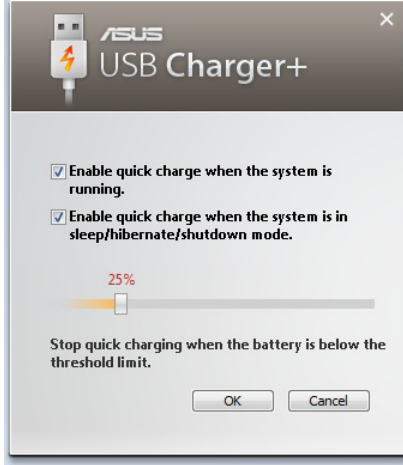 ASUS
USB Charger+
Enable quick charge when the system is
running.
Enable quick charge when the system is in
sleep/hibernate/shutdown mode.
25%
Stop quick charging when the battery is below the
threshold limit.
OK Cancel